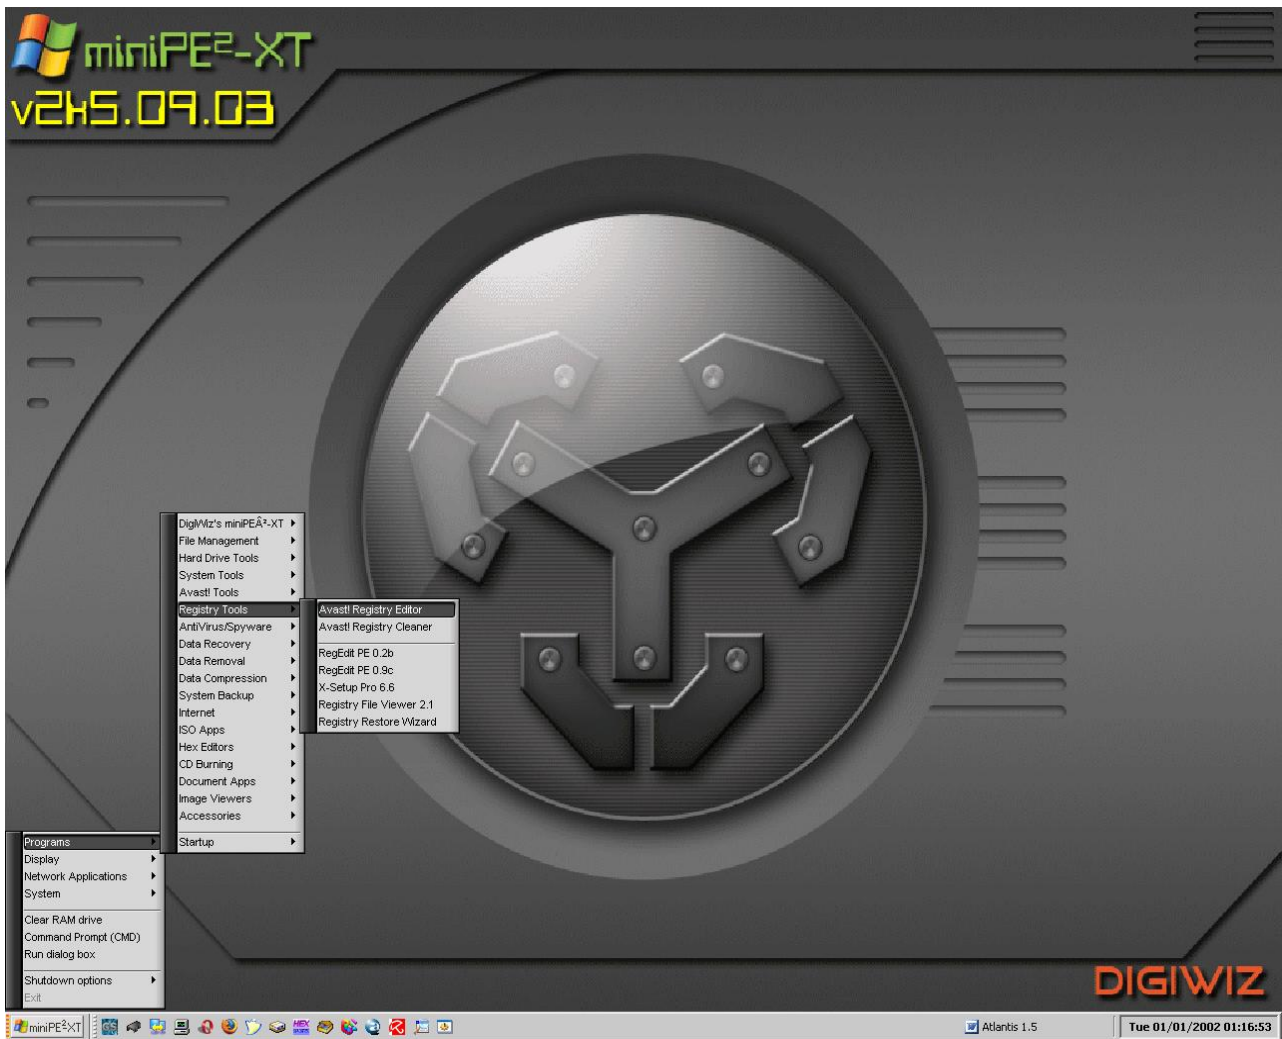 miniPE²-XT
v2k5.09.03
DigiWiz's miniPEÂ²-XT
File Management
Hard Drive Tools
System Tools
Avast! Tools
Registry Tools
AntiVirus/Spyware
Data Recovery
Data Removal
Data Compression
System Backup
Internet
ISO Apps
Hex Editors
CD Burning
Document Apps
Image Viewers
Accessories
Startup
Avast! Registry Editor
Avast! Registry Cleaner
RegEdit PE 0.2b
RegEdit PE 0.9c
X-Setup Pro 6.6
Registry File Viewer 2.1
Registry Restore Wizard
Programs
Display
Network Applications
System
Clear RAM drive
Command Prompt (CMD)
Run dialog box
Shutdown options
Exit
DIGIWIZ
miniPE²XT
GS
HEX
Atlantis 1.5
Tue 01/01/2002 01:16:53